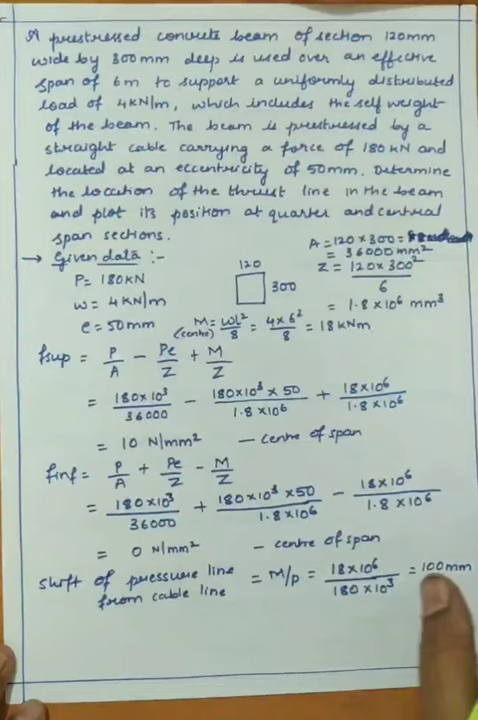 A prestressed concrete beam of section 120mm
wide by 300mm deep is used over an effective
span of 6m to support a uniformly distributed
load of 4KN/m, which includes the self weight
of the beam. The beam is prestressed by a
straight cable carrying a force of 180KN and
located at an eccentricity of 50mm. Determine
the location of the thrust line in the beam
and plot its position at quarter and central
span sections.
→ Given data :-
P = 180KN
w = 4KN/m
e = 50mm
120
300
A = 120 × 300 =
= 36000 mm²
Z = 120 × 300² / 6
= 1.8 × 10⁶ mm³
M (centre) = wl²/8 = 4 × 6²/8 = 18 KNm
fsup = P/A - Pe/Z + M/Z
= 180×10³/36000 - 180×10³ × 50/1.8×10⁶ + 18×10⁶/1.8×10⁶
= 10 N/mm² - centre of span
finf = P/A + Pe/Z - M/Z
= 180×10³/36000 + 180×10³ ×50/1.8×10⁶ - 18×10⁶/1.8×10⁶
= 0 N/mm² - centre of span
shift of pressure line = M/P = 18×10⁶/180×10³ = 100mm
from cable line